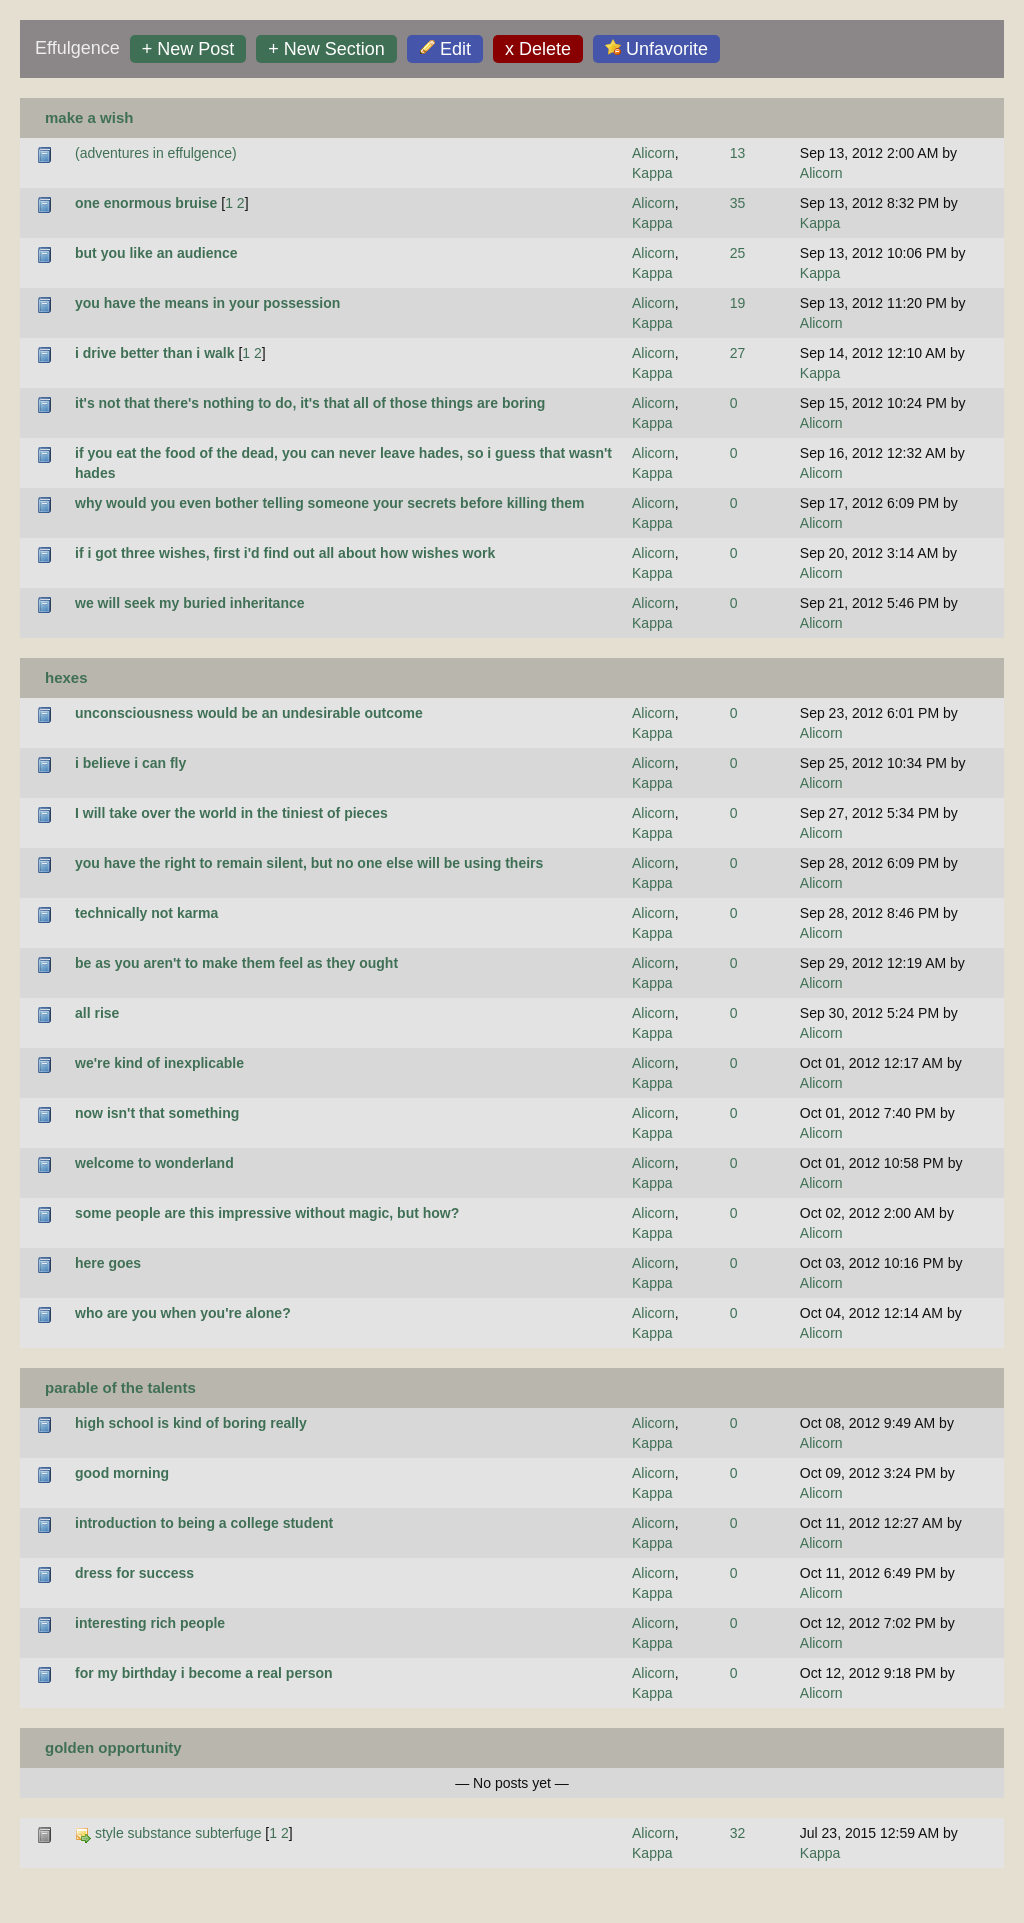 Effulgence + New Post + New Section Edit x Delete Unfavorite
make a wish
(adventures in effulgence) Alicorn, 13 Sep 13, 2012 2:00 AM by
Kappa Alicorn
one enormous bruise [1 2] Alicorn, 35 Sep 13, 2012 8:32 PM by
Kappa Kappa
but you like an audience Alicorn, 25 Sep 13, 2012 10:06 PM by
Kappa Kappa
you have the means in your possession Alicorn, 19 Sep 13, 2012 11:20 PM by
Kappa Alicorn
i drive better than i walk [1 2] Alicorn, 27 Sep 14, 2012 12:10 AM by
Kappa Kappa
it's not that there's nothing to do, it's that all of those things are boring Alicorn, 0 Sep 15, 2012 10:24 PM by
Kappa Alicorn
if you eat the food of the dead, you can never leave hades, so i guess that wasn't Alicorn, 0 Sep 16, 2012 12:32 AM by
hades Kappa Alicorn
why would you even bother telling someone your secrets before killing them Alicorn, 0 Sep 17, 2012 6:09 PM by
Kappa Alicorn
if i got three wishes, first i'd find out all about how wishes work Alicorn, 0 Sep 20, 2012 3:14 AM by
Kappa Alicorn
we will seek my buried inheritance Alicorn, 0 Sep 21, 2012 5:46 PM by
Kappa Alicorn
hexes
unconsciousness would be an undesirable outcome Alicorn, 0 Sep 23, 2012 6:01 PM by
Kappa Alicorn
i believe i can fly Alicorn, 0 Sep 25, 2012 10:34 PM by
Kappa Alicorn
I will take over the world in the tiniest of pieces Alicorn, 0 Sep 27, 2012 5:34 PM by
Kappa Alicorn
you have the right to remain silent, but no one else will be using theirs Alicorn, 0 Sep 28, 2012 6:09 PM by
Kappa Alicorn
technically not karma Alicorn, 0 Sep 28, 2012 8:46 PM by
Kappa Alicorn
be as you aren't to make them feel as they ought Alicorn, 0 Sep 29, 2012 12:19 AM by
Kappa Alicorn
all rise Alicorn, 0 Sep 30, 2012 5:24 PM by
Kappa Alicorn
we're kind of inexplicable Alicorn, 0 Oct 01, 2012 12:17 AM by
Kappa Alicorn
now isn't that something Alicorn, 0 Oct 01, 2012 7:40 PM by
Kappa Alicorn
welcome to wonderland Alicorn, 0 Oct 01, 2012 10:58 PM by
Kappa Alicorn
some people are this impressive without magic, but how? Alicorn, 0 Oct 02, 2012 2:00 AM by
Kappa Alicorn
here goes Alicorn, 0 Oct 03, 2012 10:16 PM by
Kappa Alicorn
who are you when you're alone? Alicorn, 0 Oct 04, 2012 12:14 AM by
Kappa Alicorn
parable of the talents
high school is kind of boring really Alicorn, 0 Oct 08, 2012 9:49 AM by
Kappa Alicorn
good morning Alicorn, 0 Oct 09, 2012 3:24 PM by
Kappa Alicorn
introduction to being a college student Alicorn, 0 Oct 11, 2012 12:27 AM by
Kappa Alicorn
dress for success Alicorn, 0 Oct 11, 2012 6:49 PM by
Kappa Alicorn
interesting rich people Alicorn, 0 Oct 12, 2012 7:02 PM by
Kappa Alicorn
for my birthday i become a real person Alicorn, 0 Oct 12, 2012 9:18 PM by
Kappa Alicorn
golden opportunity
— No posts yet —
style substance subterfuge [1 2] Alicorn, 32 Jul 23, 2015 12:59 AM by
Kappa Kappa